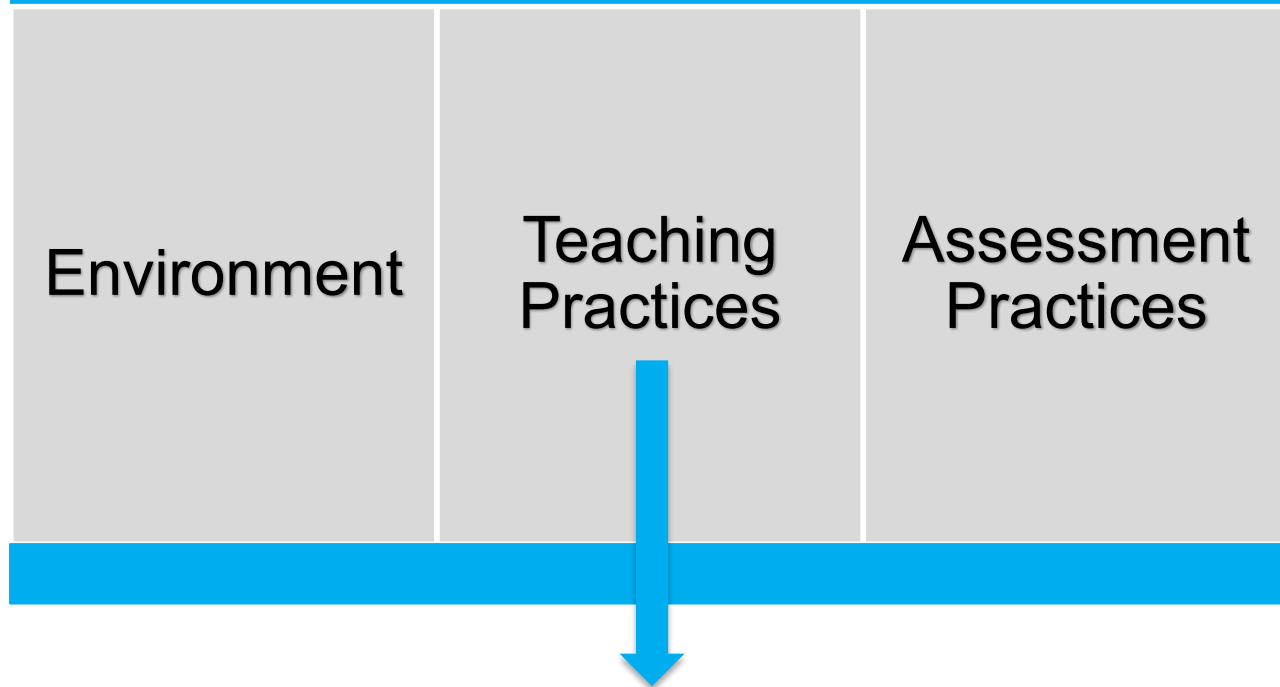 Environment
Teaching
Practices
Assessment
Practices